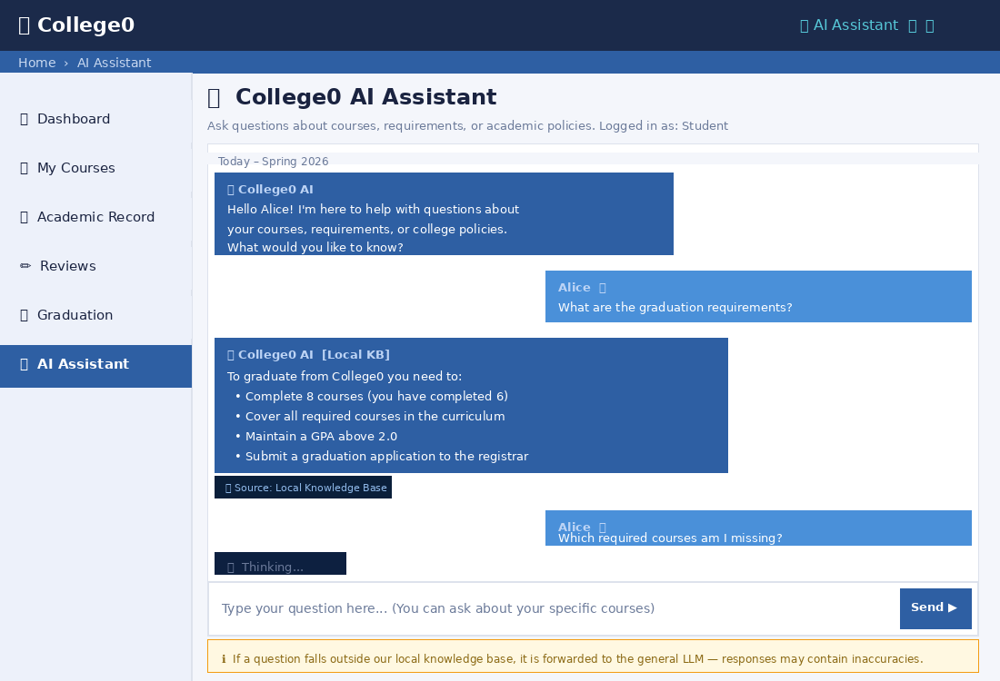 College0
AI Assistant
Home › AI Assistant
Dashboard
My Courses
Academic Record
✏ Reviews
Graduation
AI Assistant
College0 AI Assistant
Ask questions about courses, requirements, or academic policies. Logged in as: Student
Today – Spring 2026
College0 AI
Hello Alice! I'm here to help with questions about
your courses, requirements, or college policies.
What would you like to know?
Alice
What are the graduation requirements?
College0 AI [Local KB]
To graduate from College0 you need to:
• Complete 8 courses (you have completed 6)
• Cover all required courses in the curriculum
• Maintain a GPA above 2.0
• Submit a graduation application to the registrar
Source: Local Knowledge Base
Alice
Which required courses am I missing?
Thinking...
Type your question here... (You can ask about your specific courses)
Send ▶
ℹ If a question falls outside our local knowledge base, it is forwarded to the general LLM — responses may contain inaccuracies.